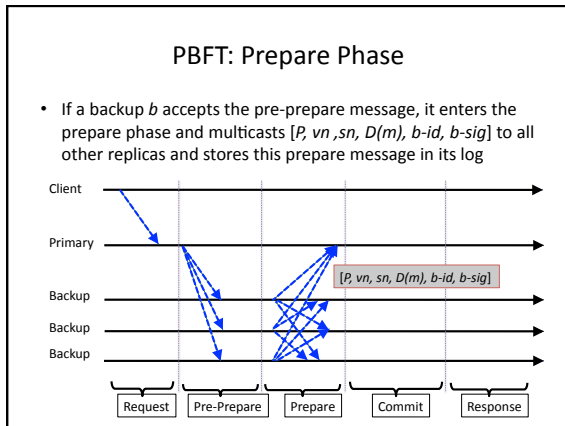 PBFT: Prepare Phase
• If a backup b accepts the pre-prepare message, it enters the
prepare phase and multicasts [P, vn ,sn, D(m), b-id, b-sig] to all
other replicas and stores this prepare message in its log
Client
Primary
[P, vn, sn, D(m), b-id, b-sig]
Backup
Backup
Backup
Request
Pre-Prepare
Prepare
Commit
Response